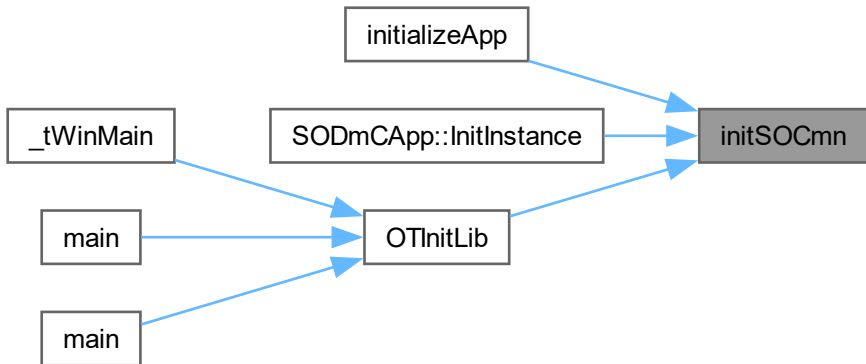 initializeApp
_tWinMain
SODmCApp::InitInstance
initSOCmn
main
OTInitLib
main